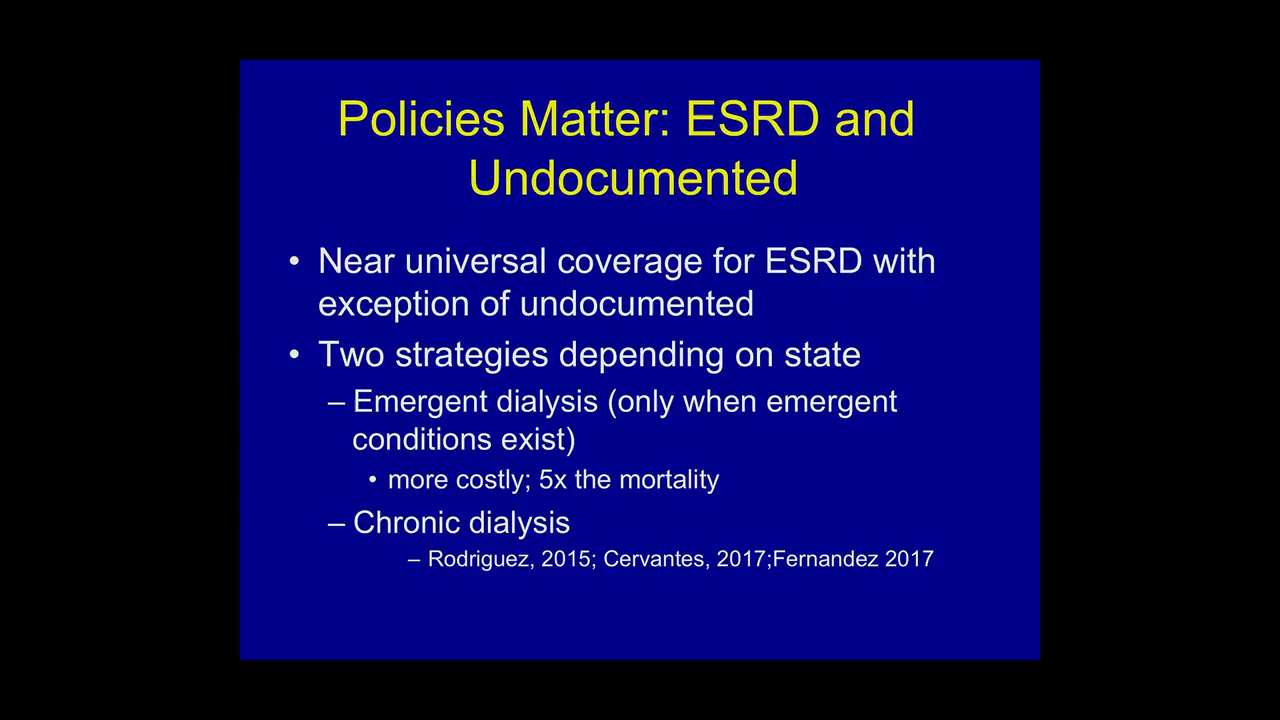 Policies Matter: ESRD and
Undocumented
• Near universal coverage for ESRD with
exception of undocumented
• Two strategies depending on state
– Emergent dialysis (only when emergent
conditions exist)
• more costly; 5x the mortality
– Chronic dialysis
– Rodriguez, 2015; Cervantes, 2017;Fernandez 2017